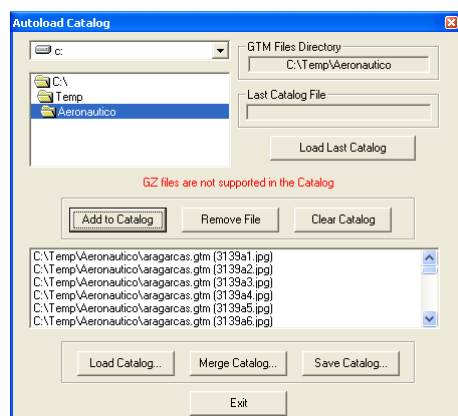 Autoload Catalog
c:
GTM Files Directory
C:\Temp\Aeronautico
C:\
Temp
Aeronautico
Last Catalog File
Load Last Catalog
GZ files are not supported in the Catalog
Add to Catalog
Remove File
Clear Catalog
C:\Temp\Aeronautico\aragarcas.gtm (3139a1.jpg)
C:\Temp\Aeronautico\aragarcas.gtm (3139a2.jpg)
C:\Temp\Aeronautico\aragarcas.gtm (3139a3.jpg)
C:\Temp\Aeronautico\aragarcas.gtm (3139a4.jpg)
C:\Temp\Aeronautico\aragarcas.gtm (3139a5.jpg)
C:\Temp\Aeronautico\aragarcas.gtm (3139a6.jpg)
Load Catalog...
Merge Catalog...
Save Catalog...
Exit